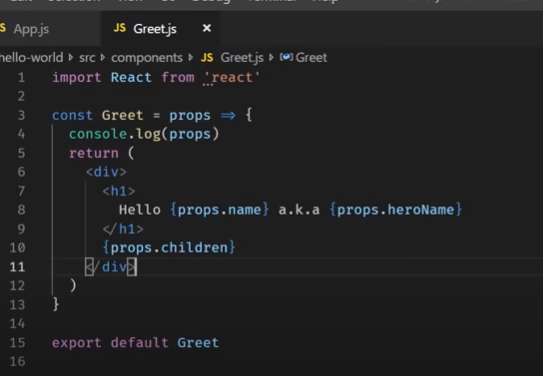 JS App.js JS Greet.js ×
hello-world src components JS Greet.js Greet
1 import React from 'react'
2
3 const Greet = props => {
4 console.log(props)
5 return (
6 <div>
7 <h1>
8 Hello {props.name} a.k.a {props.heroName}
9 </h1>
10 {props.children}
11 </div>
12 )
13 }
14
15 export default Greet
16